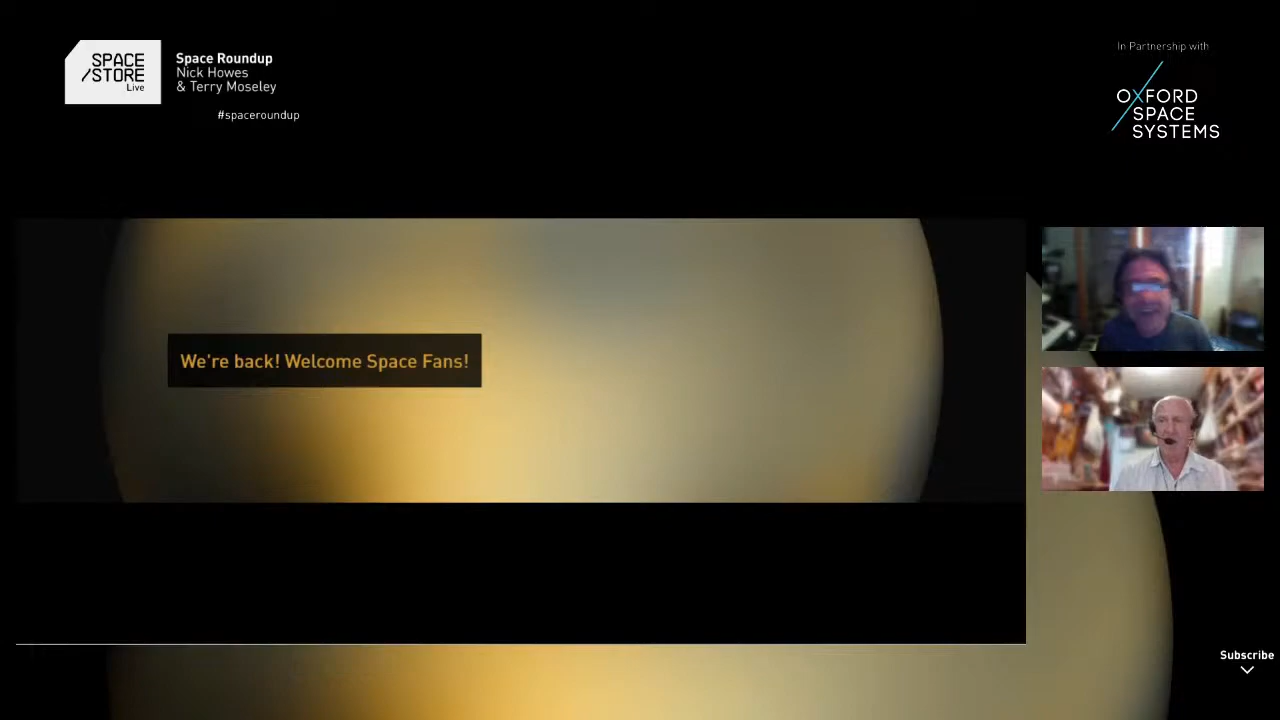 SPACE
/STORE
Live
Space Roundup
Nick Howes
& Terry Moseley
#spaceroundup
In Partnership with
OXFORD
SPACE
SYSTEMS
We're back! Welcome Space Fans!
Subscribe